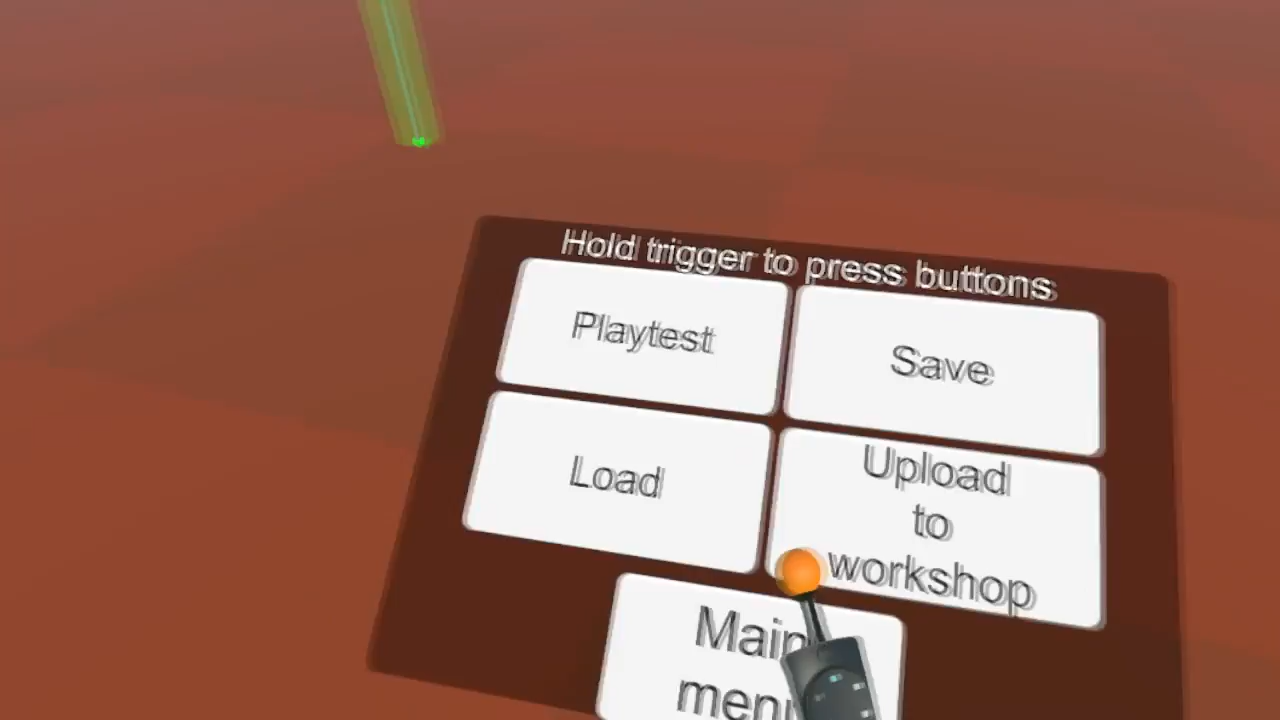 Hold trigger to press buttons
Playtest
Save
Load
Upload
to
workshop
Main
menu